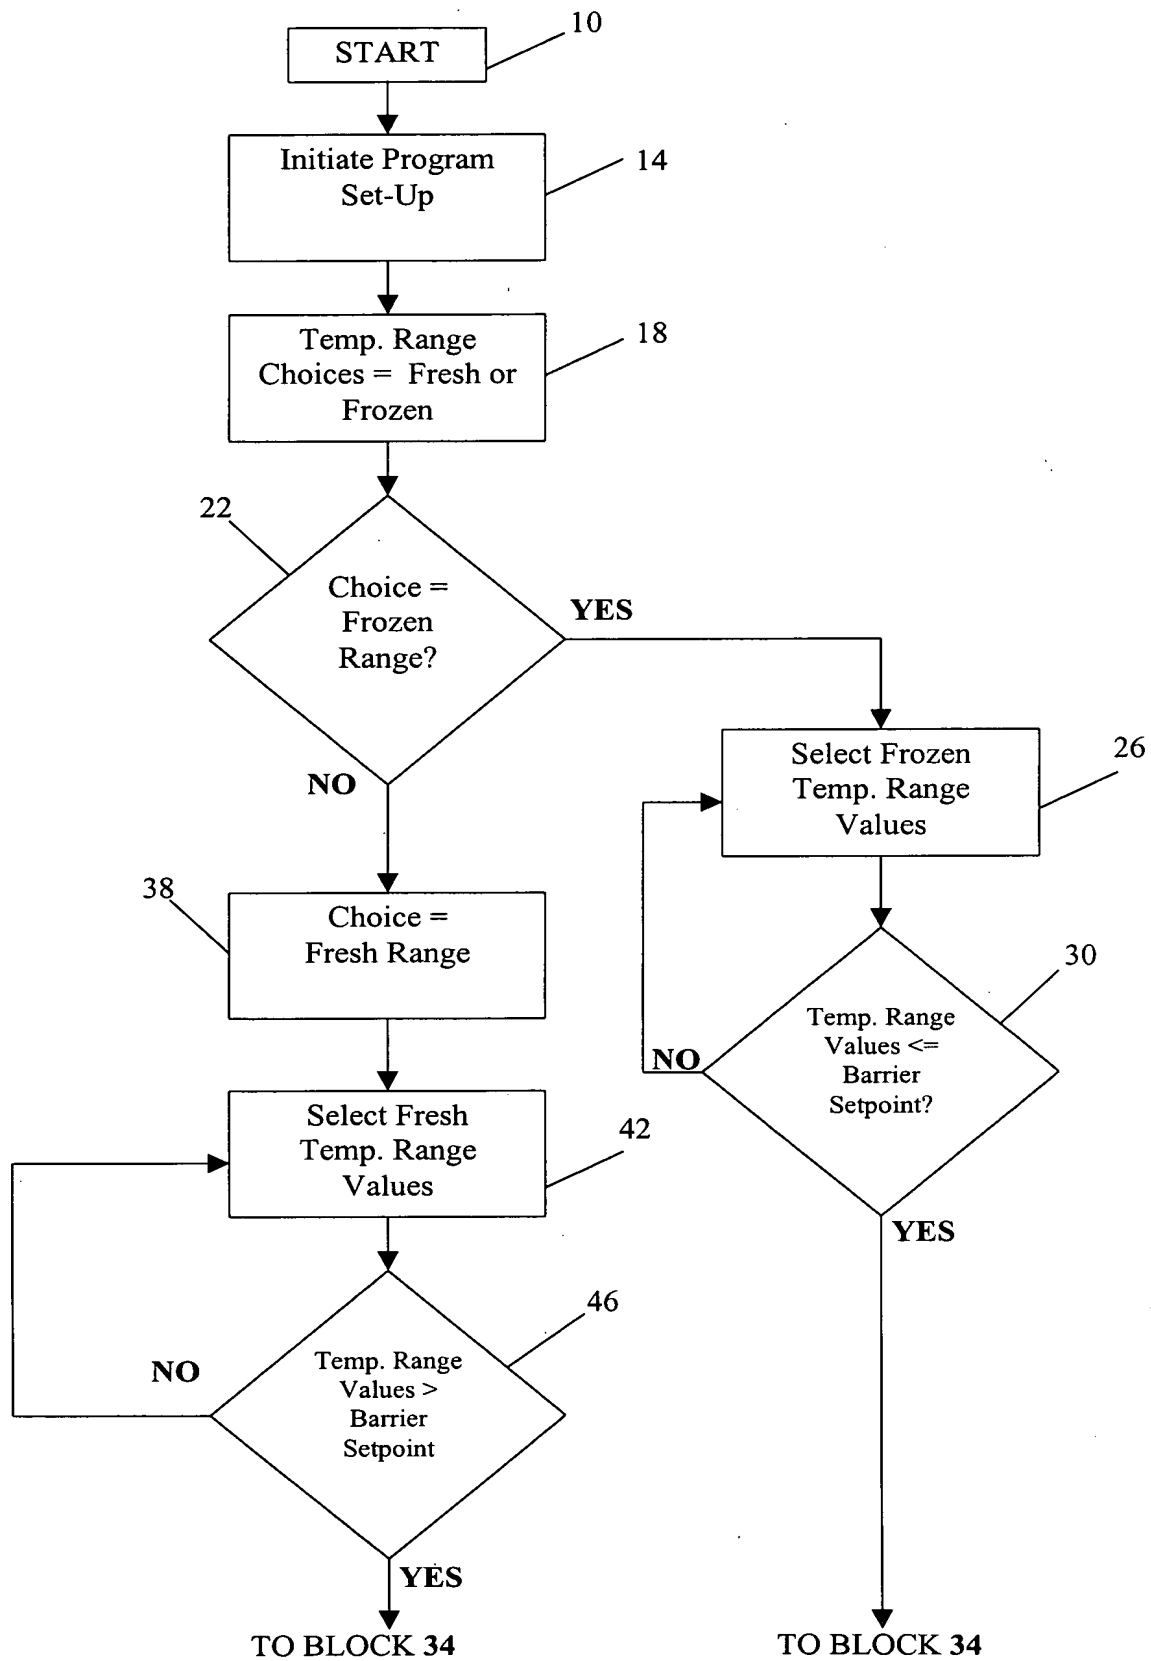 START
10
Initiate Program
Set-Up
14
Temp. Range
Choices = Fresh or
Frozen
18
22
Choice =
Frozen
Range?
YES
NO
Select Frozen
Temp. Range
Values
26
38
Choice =
Fresh Range
30
Temp. Range
Values <=
Barrier
Setpoint?
NO
YES
Select Fresh
Temp. Range
Values
42
46
Temp. Range
Values >
Barrier
Setpoint
NO
YES
TO BLOCK 34
TO BLOCK 34